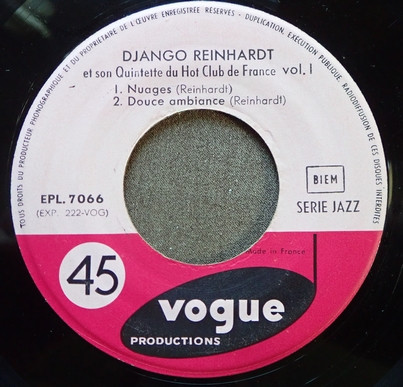 TOUS DROITS DU PRODUCTEUR PHONOGRAPHIQUE ET DU PROPRIETAIRE DE L'ŒUVRE ENREGISTRÉE RÉSERVÉS - DUPLICATION, EXECUTION PUBLIQUE, RADIODIFFUSION DE CES DISQUES INTERDITES
DJANGO REINHARDT
et son Quintette du Hot Club de France vol. I
1. Nuages (Reinhardt)
2. Douce ambiance (Reinhardt)
EPL. 7066
(EXP. 222-VOG)
BIEM
SERIE JAZZ
Made in France
45
vogue
PRODUCTIONS